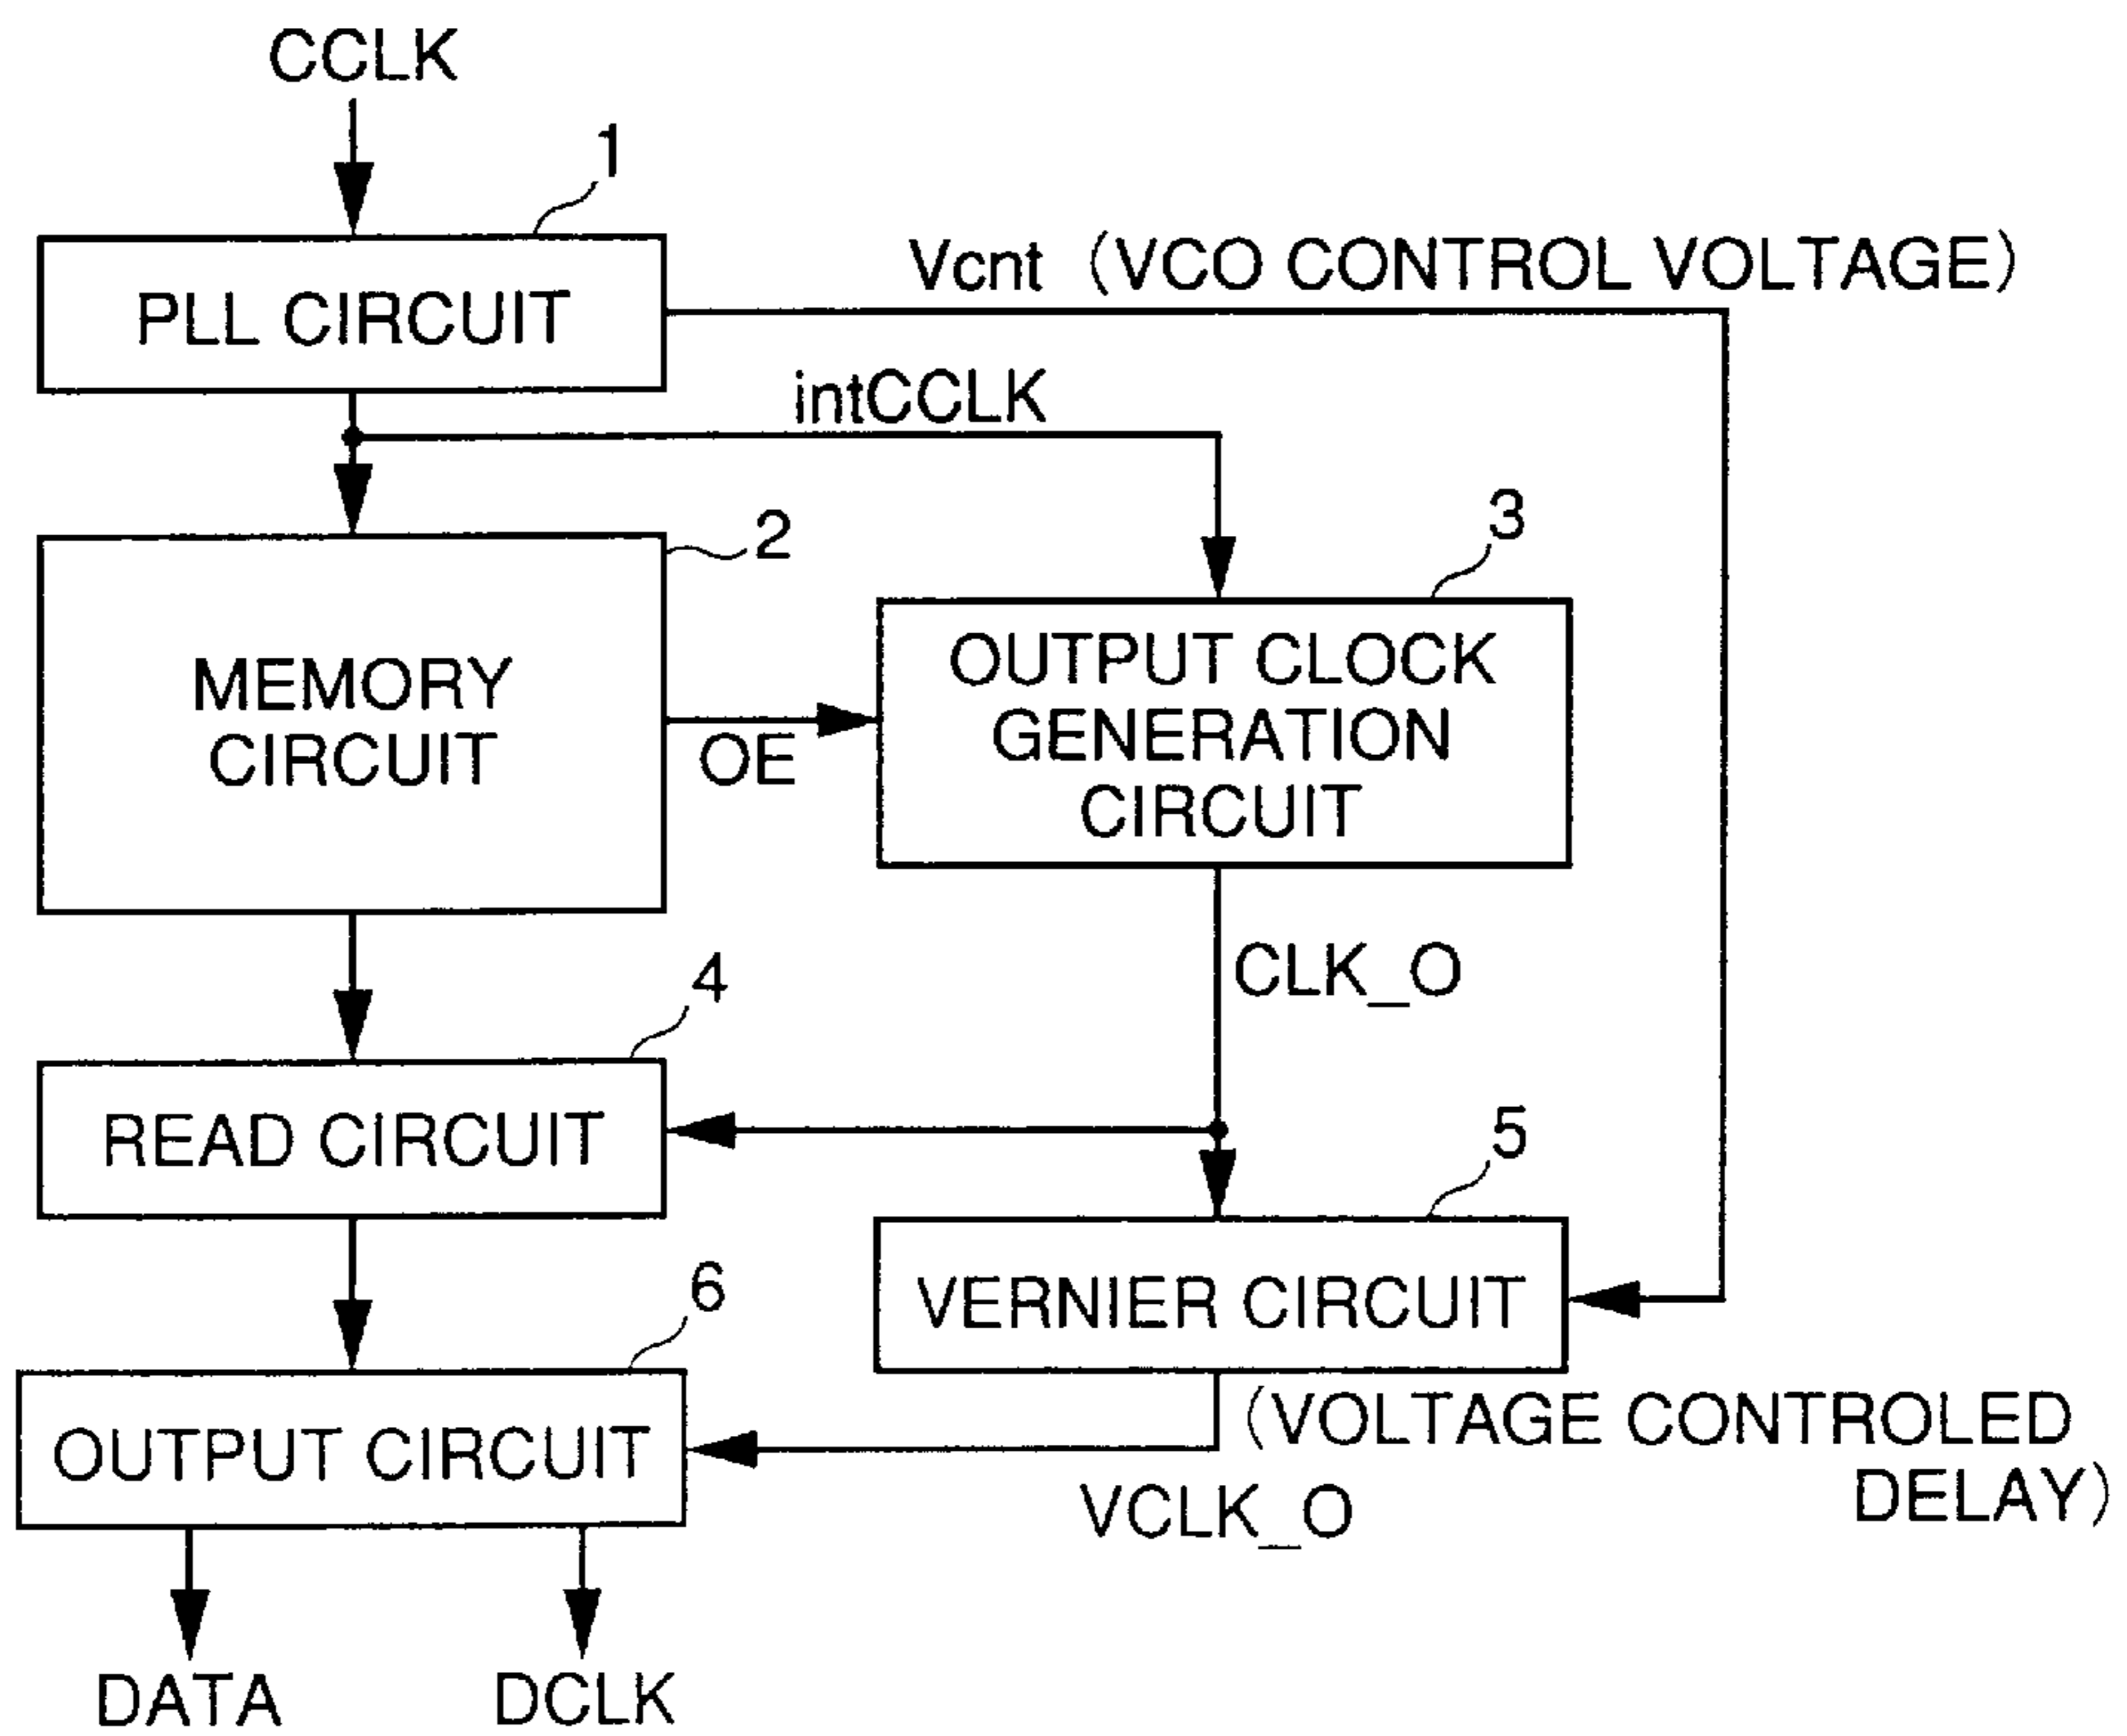 CCLK
1
PLL CIRCUIT
Vcnt (VCO CONTROL VOLTAGE)
intCCLK
2
MEMORY
CIRCUIT
OE
3
OUTPUT CLOCK
GENERATION
CIRCUIT
CLK_O
4
READ CIRCUIT
5
VERNIER CIRCUIT
(VOLTAGE CONTROLED
DELAY)
6
OUTPUT CIRCUIT
VCLK_O
DATA
DCLK